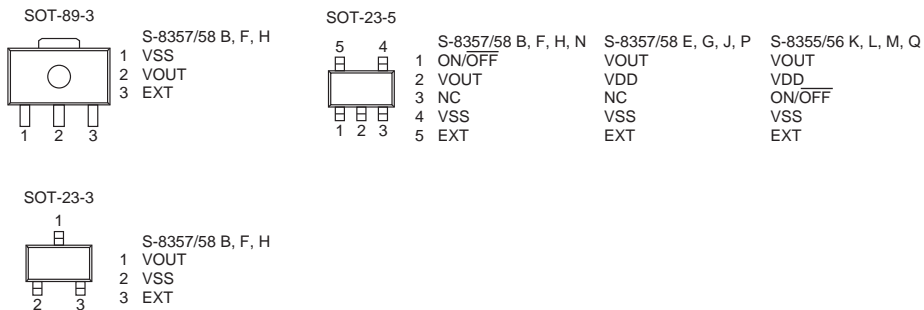 SOT-89-3
S-8357/58 B, F, H
1 VSS
2 VOUT
3 EXT
1 2 3
SOT-23-5
5 4
1 2 3
S-8357/58 B, F, H, N S-8357/58 E, G, J, P S-8355/56 K, L, M, Q
1 ON/O̅F̅F̅ VOUT VOUT
2 VOUT VDD VDD
3 NC NC ON/O̅F̅F̅
4 VSS VSS VSS
5 EXT EXT EXT
SOT-23-3
1
2 3
S-8357/58 B, F, H
1 VOUT
2 VSS
3 EXT